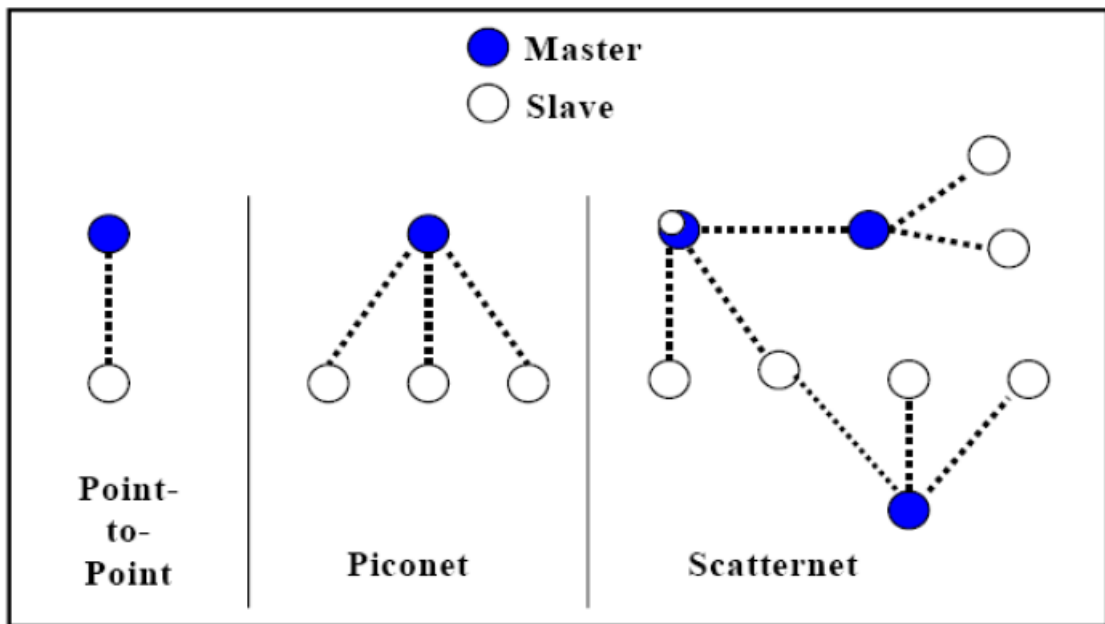 Master
Slave
Point-
to-
Point
Piconet
Scatternet